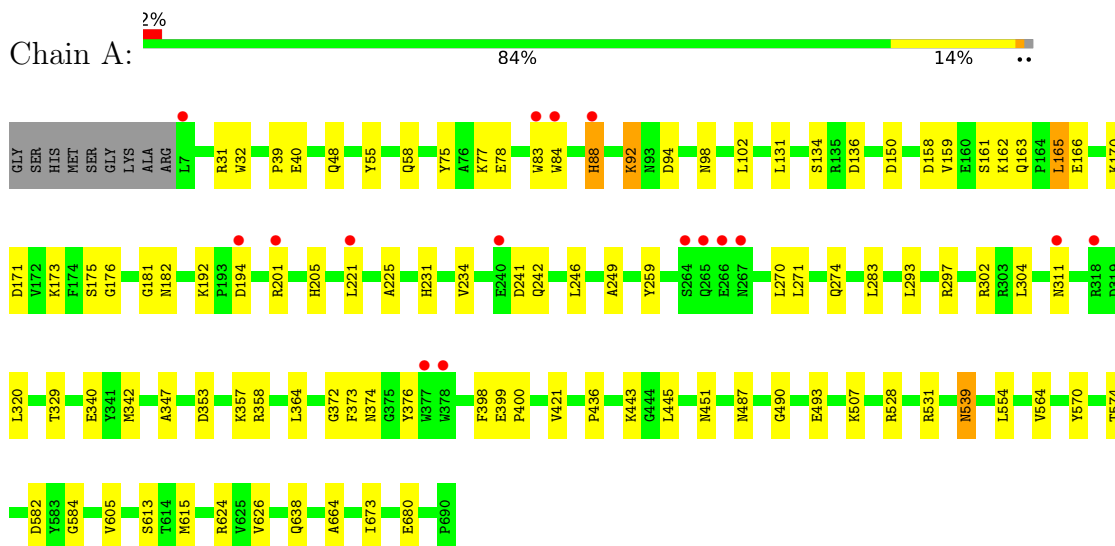 2%
Chain A:
84% 14% ••
GLY SER HIS MET SER GLY LYS ALA ARG L7 R31 W32 P39 E40 Q48 Y55 Q58 Y75 A76 K77 E78 W83 W84 H88 K92 N93 D94 N98 L102 L131 S134 R135 D136 D150 D158 V159 E160 S161 K162 Q163 P164 L165 E166 K170
D171 V172 K173 F174 S175 G176 G181 N182 K192 P193 D194 R201 H205 L221 A225 H231 V234 E240 D241 Q242 L246 A249 Y259 S264 Q265 E266 N267 L270 L271 Q274 L283 L293 R297 R302 R303 L304 N311 R318 D319
L320 T329 E340 Y341 M342 A347 D353 K357 R358 L364 G372 F373 N374 G375 Y376 W377 W378 F398 E399 P400 V421 P436 K443 G444 L445 N451 N487 G490 E493 K507 R528 R531 N539 L554 V564 Y570 T574
D582 Y583 G584 V605 S613 T614 M615 R624 V625 V626 Q638 A664 I673 E680 P690